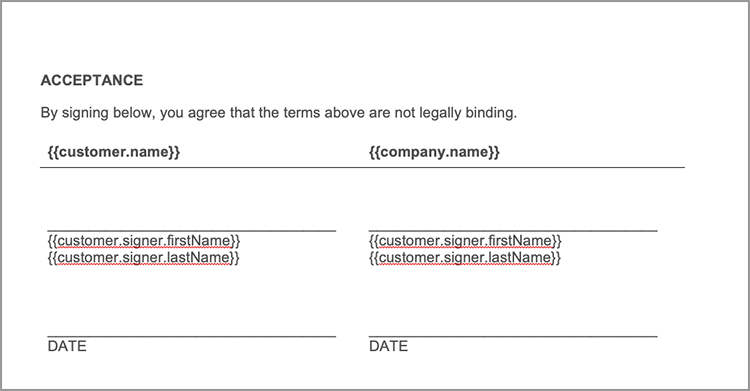 ACCEPTANCE
By signing below, you agree that the terms above are not legally binding.
{{customer.name}} {{company.name}}
{{customer.signer.firstName}} {{customer.signer.firstName}}
{{customer.signer.lastName}} {{customer.signer.lastName}}
DATE DATE